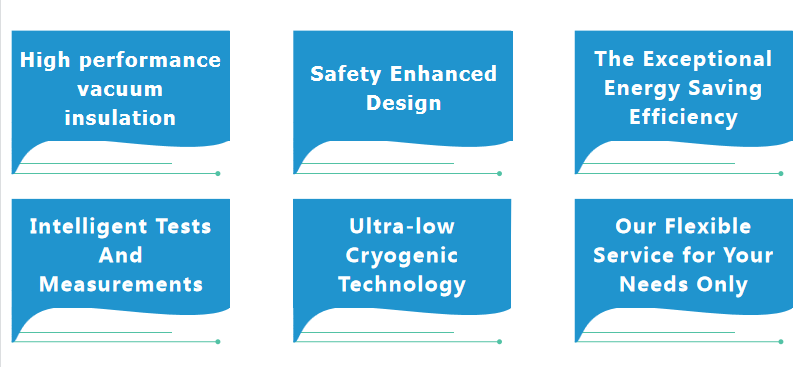 High performance
vacuum
insulation
Safety Enhanced
Design
The Exceptional
Energy Saving
Efficiency
Intelligent Tests
And
Measurements
Ultra-low
Cryogenic
Technology
Our Flexible
Service for Your
Needs Only